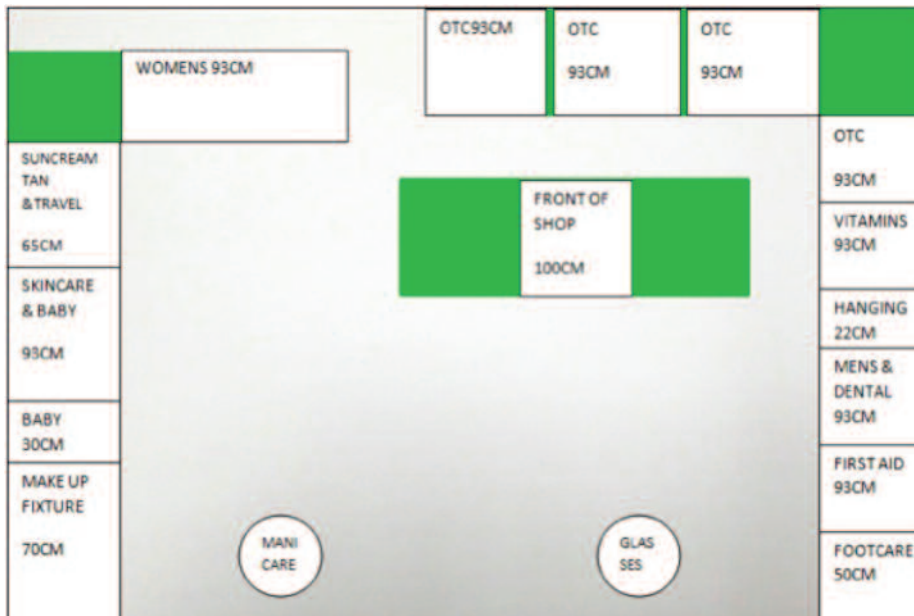 OTC93CM
OTC
93CM
OTC
93CM
WOMENS 93CM
SUNCREAM
TAN
&TRAVEL
65CM
SKINCARE
& BABY
93CM
BABY
30CM
MAKE UP
FIXTURE
70CM
FRONT OF
SHOP
100CM
OTC
93CM
VITAMINS
93CM
HANGING
22CM
MENS &
DENTAL
93CM
FIRST AID
93CM
FOOTCARE
50CM
MANI
CARE
GLAS
SES